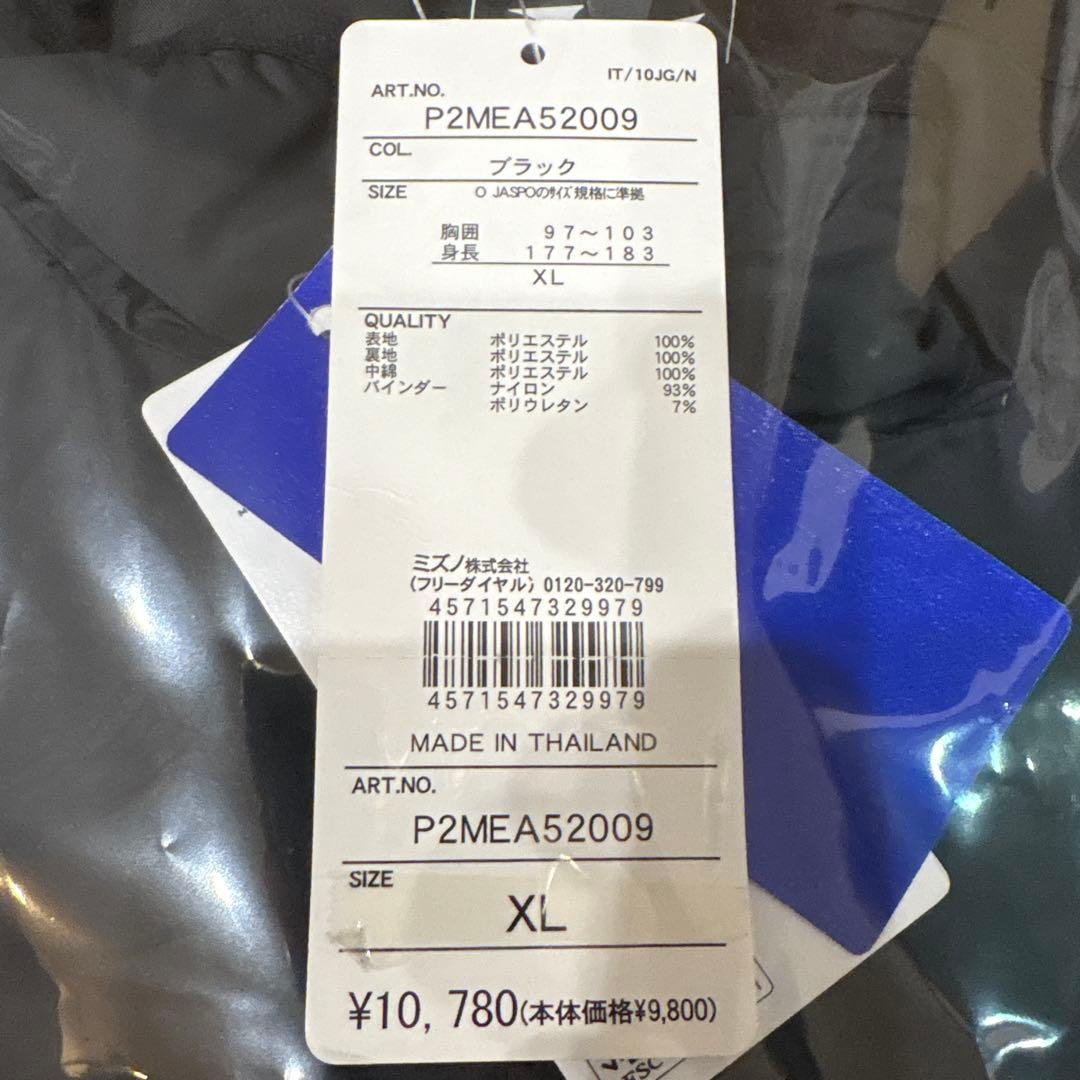 IT/10JG/N
ART.NO.
P2MEA52009
COL.
ブラック
SIZE O JASPOのサイズ規格に準拠
胸囲 97〜103
身長 177〜183
XL
QUALITY
表地 ポリエステル 100%
裏地 ポリエステル 100%
中綿 ポリエステル 100%
バインダー ナイロン 93%
ポリウレタン 7%
ミズノ株式会社
(フリーダイヤル) 0120-320-799
4571547329979
4571547329979
MADE IN THAILAND
ART.NO.
P2MEA52009
SIZE
XL
¥10,780(本体価格¥9,800)
FSC